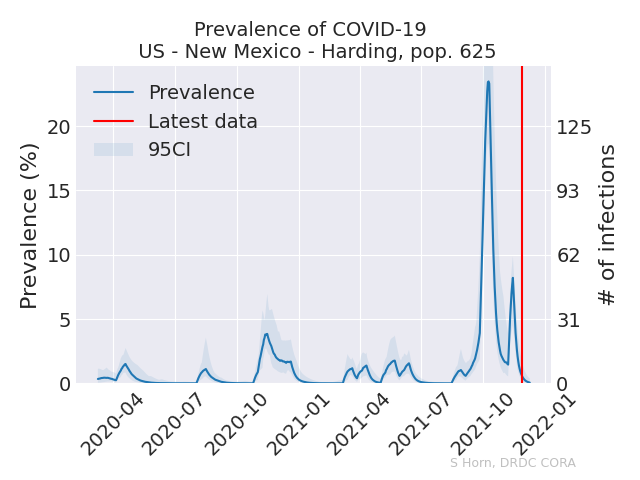 Prevalence of COVID-19
US - New Mexico - Harding, pop. 625
Prevalence
Latest data
95CI
Prevalence (%)
20
15
10
5
0
# of infections
125
93
62
31
0
2020-04
2020-07
2020-10
2021-01
2021-04
2021-07
2021-10
2022-01
S Horn, DRDC CORA